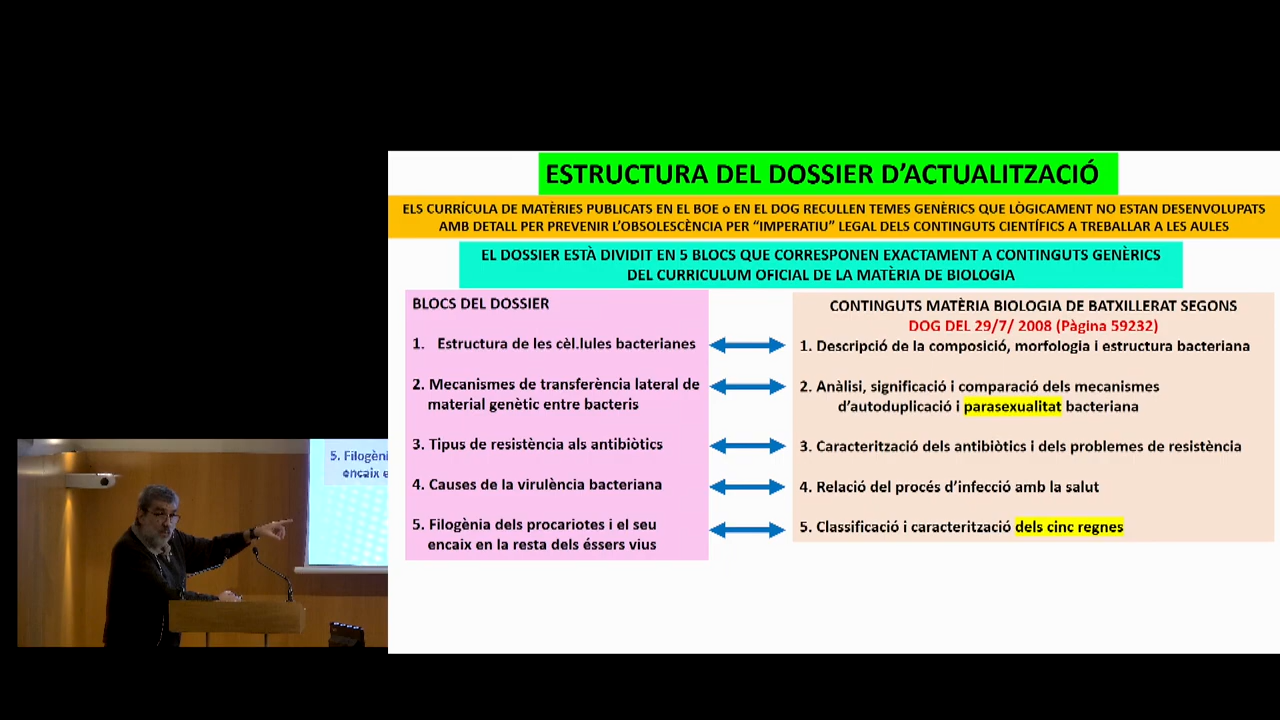 ESTRUCTURA DEL DOSSIER D'ACTUALITZACIÓ
ELS CURRÍCULA DE MATÈRIES PUBLICATS EN EL BOE o EN EL DOG RECULLEN TEMES GENÈRICS QUE LÒGICAMENT NO ESTAN DESENVOLUPATS
AMB DETALL PER PREVENIR L'OBSOLESCÈNCIA PER "IMPERATIU" LEGAL DELS CONTINGUTS CIENTÍFICS A TREBALLAR A LES AULES
EL DOSSIER ESTÀ DIVIDIT EN 5 BLOCS QUE CORRESPONEN EXACTAMENT A CONTINGUTS GENÈRICS
DEL CURRICULUM OFICIAL DE LA MATÈRIA DE BIOLOGIA
BLOCS DEL DOSSIER
1. Estructura de les cèl.lules bacterianes
2. Mecanismes de transferència lateral de
material genètic entre bacteris
3. Tipus de resistència als antibiòtics
4. Causes de la virulència bacteriana
5. Filogènia dels procariotes i el seu
encaix en la resta dels éssers vius
CONTINGUTS MATÈRIA BIOLOGIA DE BATXILLERAT SEGONS
DOG DEL 29/7/ 2008 (Pàgina 59232)
1. Descripció de la composició, morfologia i estructura bacteriana
2. Anàlisi, significació i comparació dels mecanismes
d'autoduplicació i parasexualitat bacteriana
3. Caracterització dels antibiòtics i dels problemes de resistència
4. Relació del procés d'infecció amb la salut
5. Classificació i caracterització dels cinc regnes
5. Filogèni
encaix e